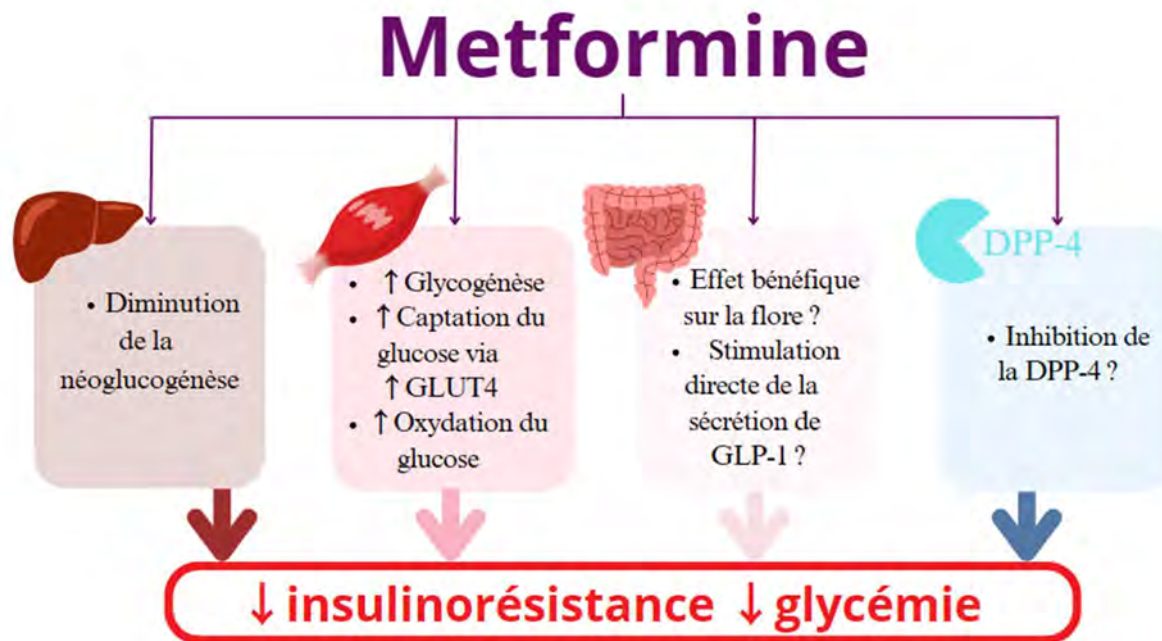 Metformine
• Diminution
de la
néoglucogénèse
• ↑ Glycogénèse
• ↑ Captation du
glucose via
↑ GLUT4
• ↑ Oxydation du
glucose
• Effet bénéfique
sur la flore ?
• Stimulation
directe de la
sécrétion de
GLP-1 ?
DPP-4
• Inhibition de
la DPP-4 ?
↓ insulinorésistance ↓ glycémie